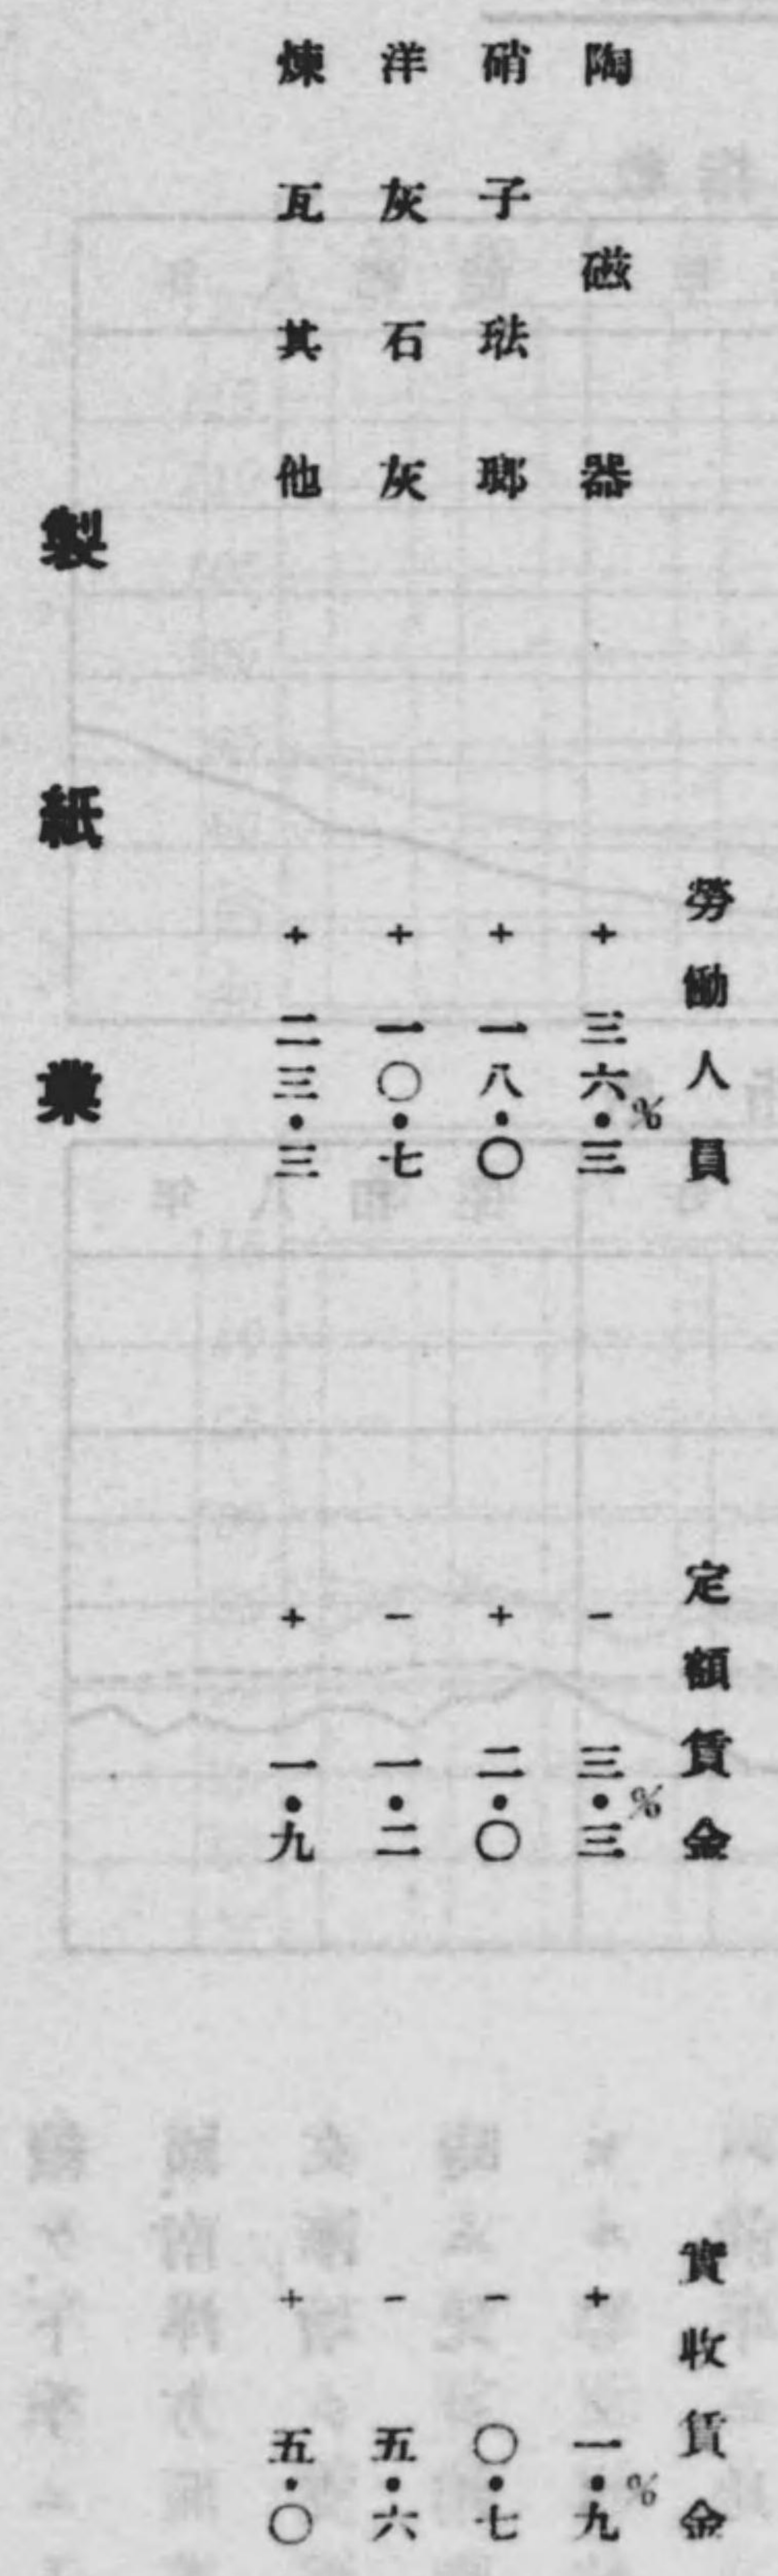 勞働人員 定額賃金 實收賃金
陶磁器 + 三六・三% - 三・三% + 一・九%
硝子琺瑯 + 一八・〇 + 二・〇 - 〇・七
洋灰石灰 + 一〇・七 - 一・二 - 五・六
煉瓦其他 + 二三・三 + 一・九 + 五・〇
製紙業